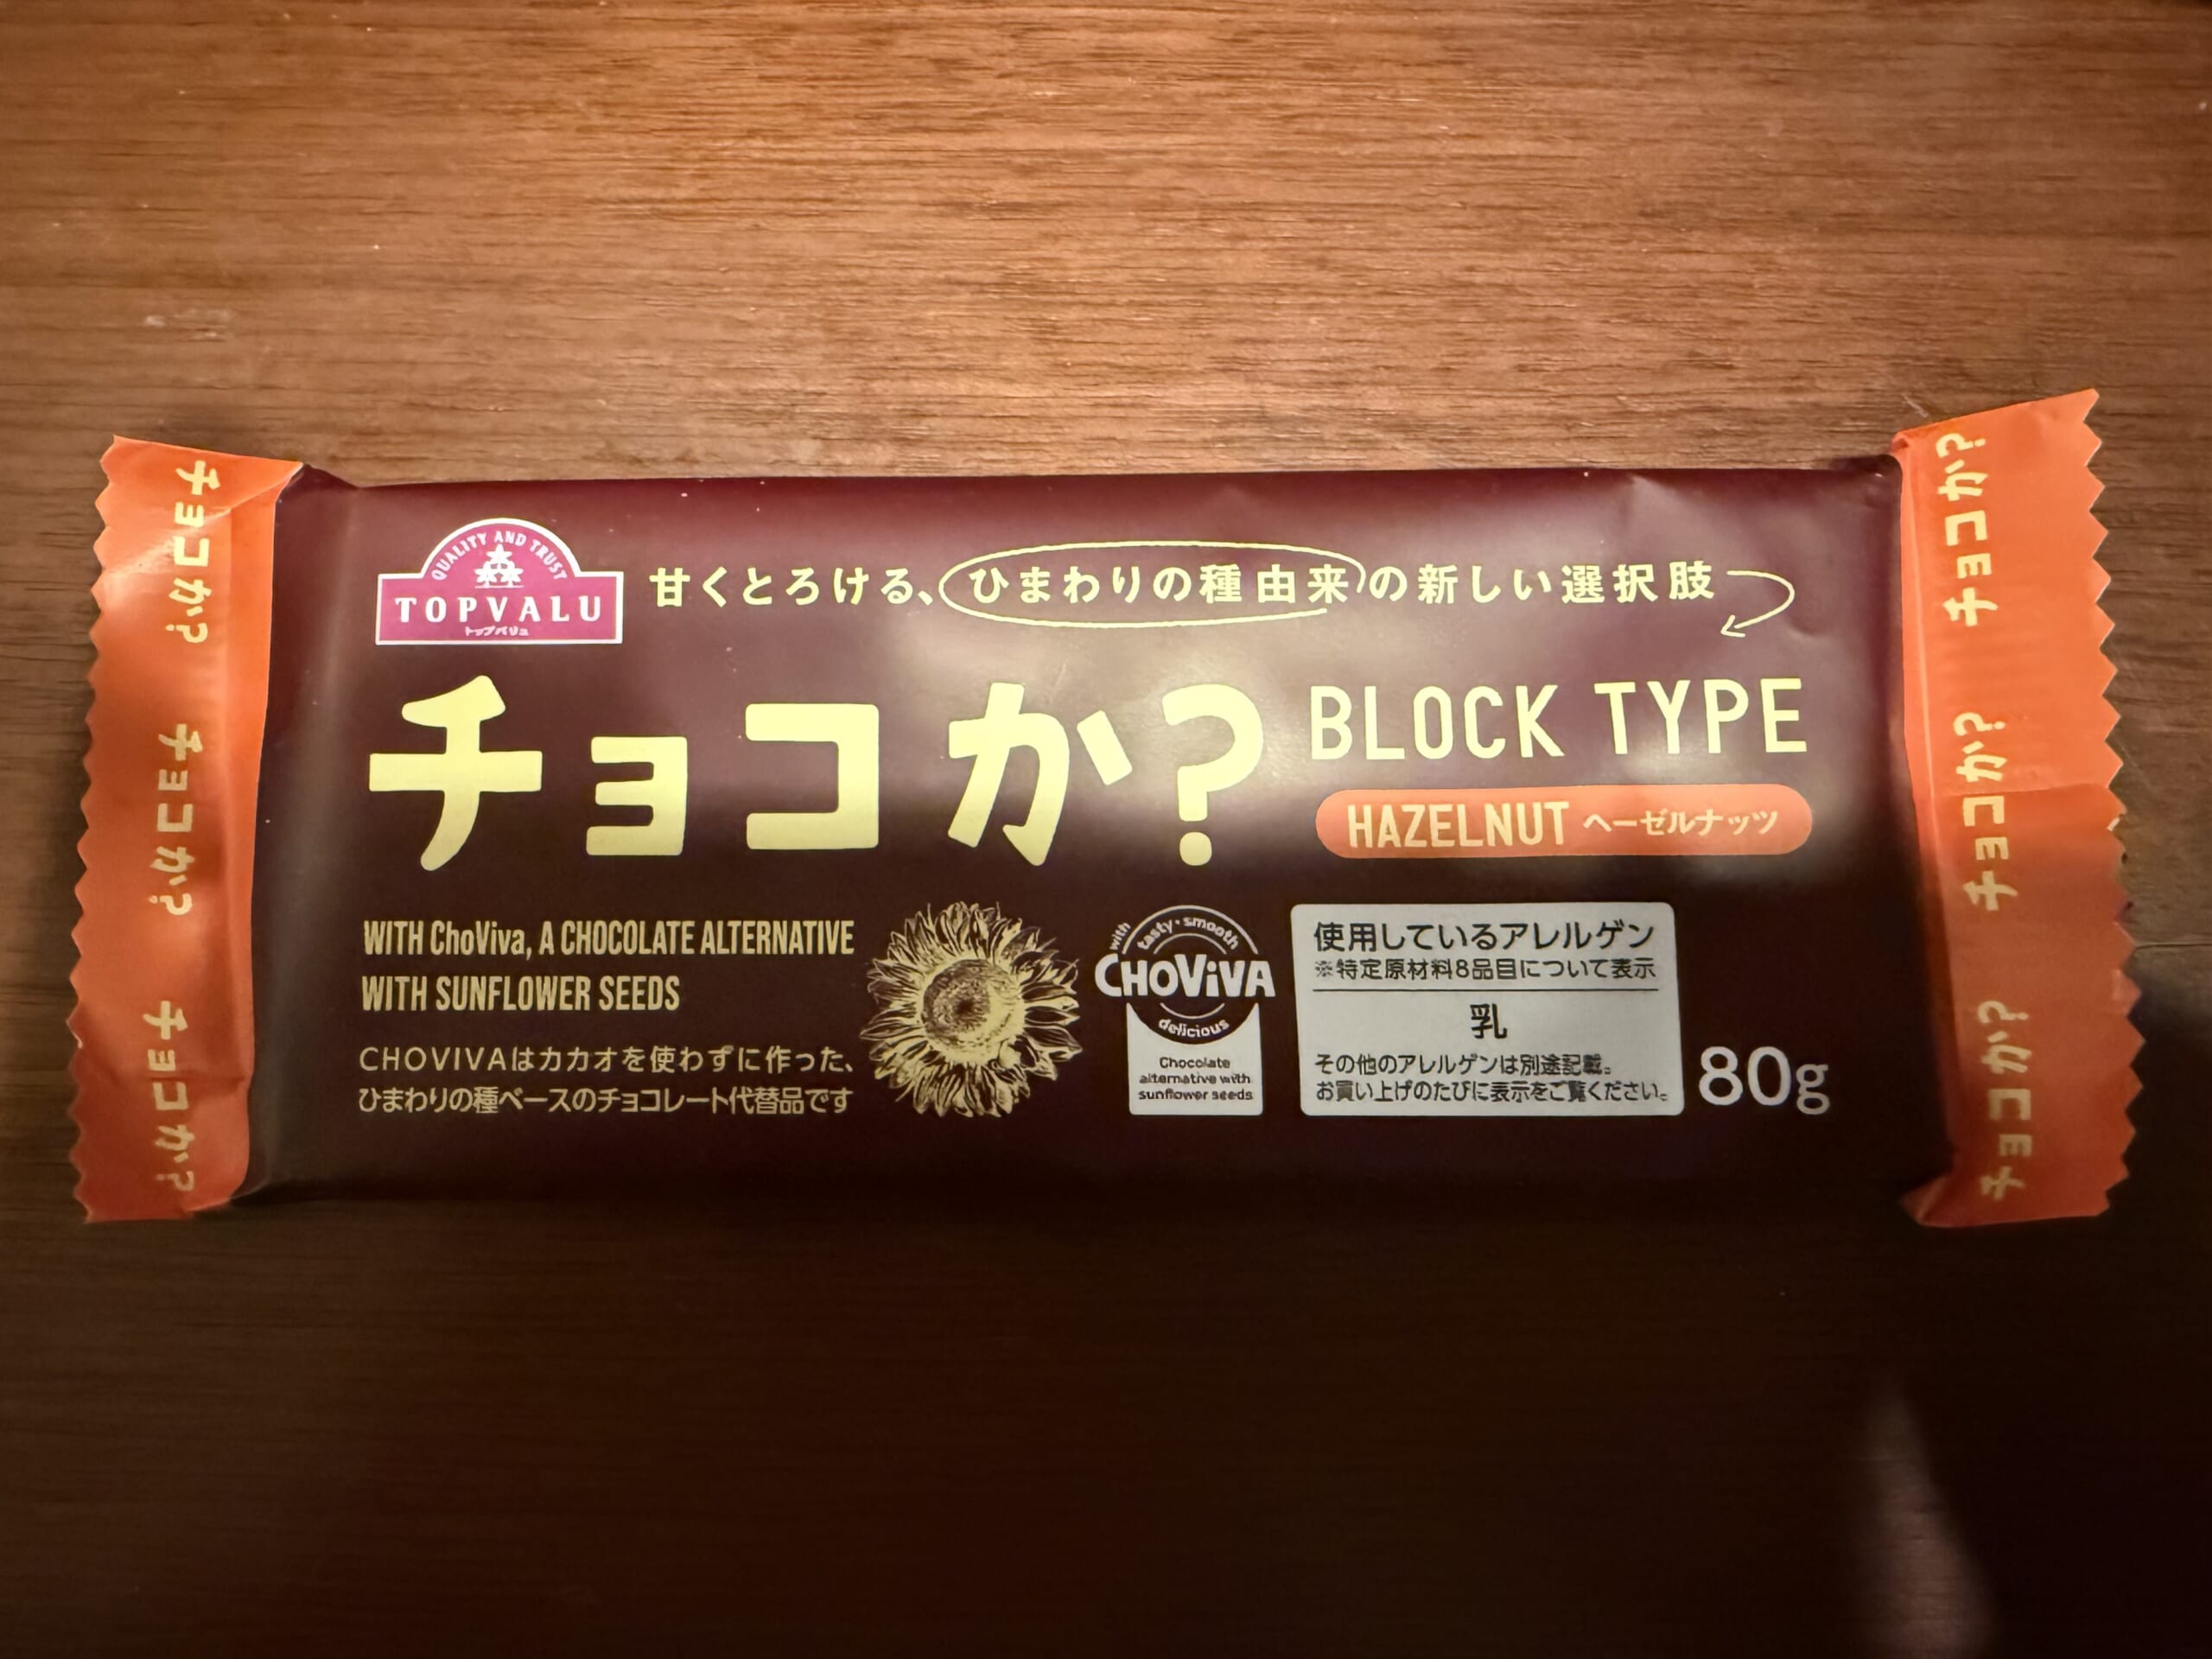 QUALITY AND TRUST
TOPVALU
トップバリュ
甘くとろける、ひまわりの種由来の新しい選択肢
チョコか?
BLOCK TYPE
HAZELNUT ヘーゼルナッツ
WITH ChoViva, A CHOCOLATE ALTERNATIVE
WITH SUNFLOWER SEEDS
CHOVIVAはカカオを使わずに作った、
ひまわりの種ベースのチョコレート代替品です
with
tasty・smooth
CHOViVA
delicious
Chocolate
alternative with
sunflower seeds
使用しているアレルゲン
※特定原材料8品目について表示
乳
その他のアレルゲンは別途記載。
お買い上げのたびに表示をご覧ください。
80g
チョコか?
チョコか?
チョコか?
チョコか?
チョコか?
チョコか?